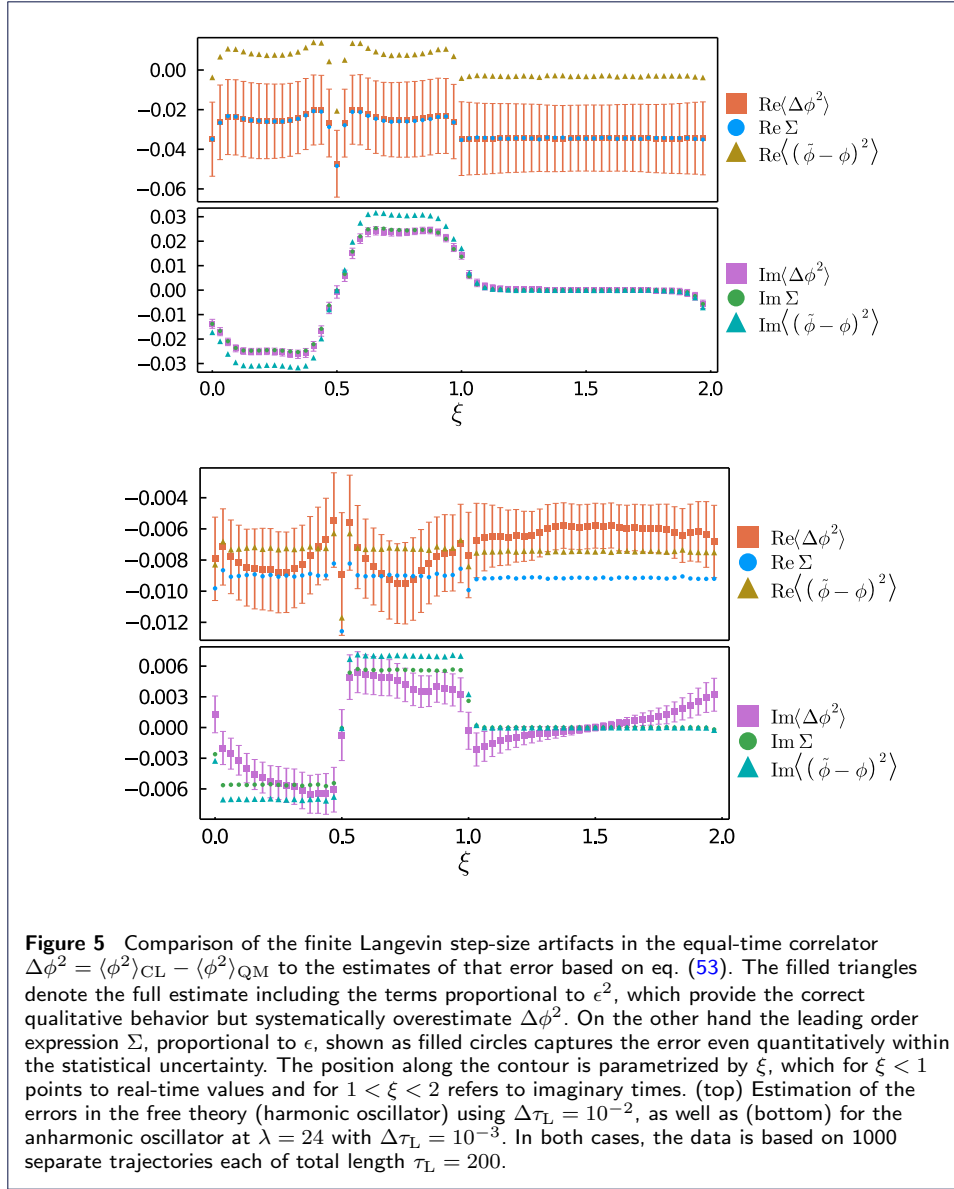 0.00
−0.02
−0.04
−0.06
Re⟨Δϕ²⟩
Re Σ
Re⟨(ϕ̃ − ϕ)²⟩
0.03
0.02
0.01
0.00
−0.01
−0.02
−0.03
Im⟨Δϕ²⟩
Im Σ
Im⟨(ϕ̃ − ϕ)²⟩
0.0 0.5 1.0 1.5 2.0
ξ
−0.004
−0.006
−0.008
−0.010
−0.012
Re⟨Δϕ²⟩
Re Σ
Re⟨(ϕ̃ − ϕ)²⟩
0.006
0.003
0.000
−0.003
−0.006
Im⟨Δϕ²⟩
Im Σ
Im⟨(ϕ̃ − ϕ)²⟩
0.0 0.5 1.0 1.5 2.0
ξ
Figure 5 Comparison of the finite Langevin step-size artifacts in the equal-time correlator
Δϕ² = ⟨ϕ²⟩CL − ⟨ϕ²⟩QM to the estimates of that error based on eq. (53). The filled triangles
denote the full estimate including the terms proportional to ϵ², which provide the correct
qualitative behavior but systematically overestimate Δϕ². On the other hand the leading order
expression Σ, proportional to ϵ, shown as filled circles captures the error even quantitatively within
the statistical uncertainty. The position along the contour is parametrized by ξ, which for ξ < 1
points to real-time values and for 1 < ξ < 2 refers to imaginary times. (top) Estimation of the
errors in the free theory (harmonic oscillator) using ΔτL = 10⁻², as well as (bottom) for the
anharmonic oscillator at λ = 24 with ΔτL = 10⁻³. In both cases, the data is based on 1000
separate trajectories each of total length τL = 200.